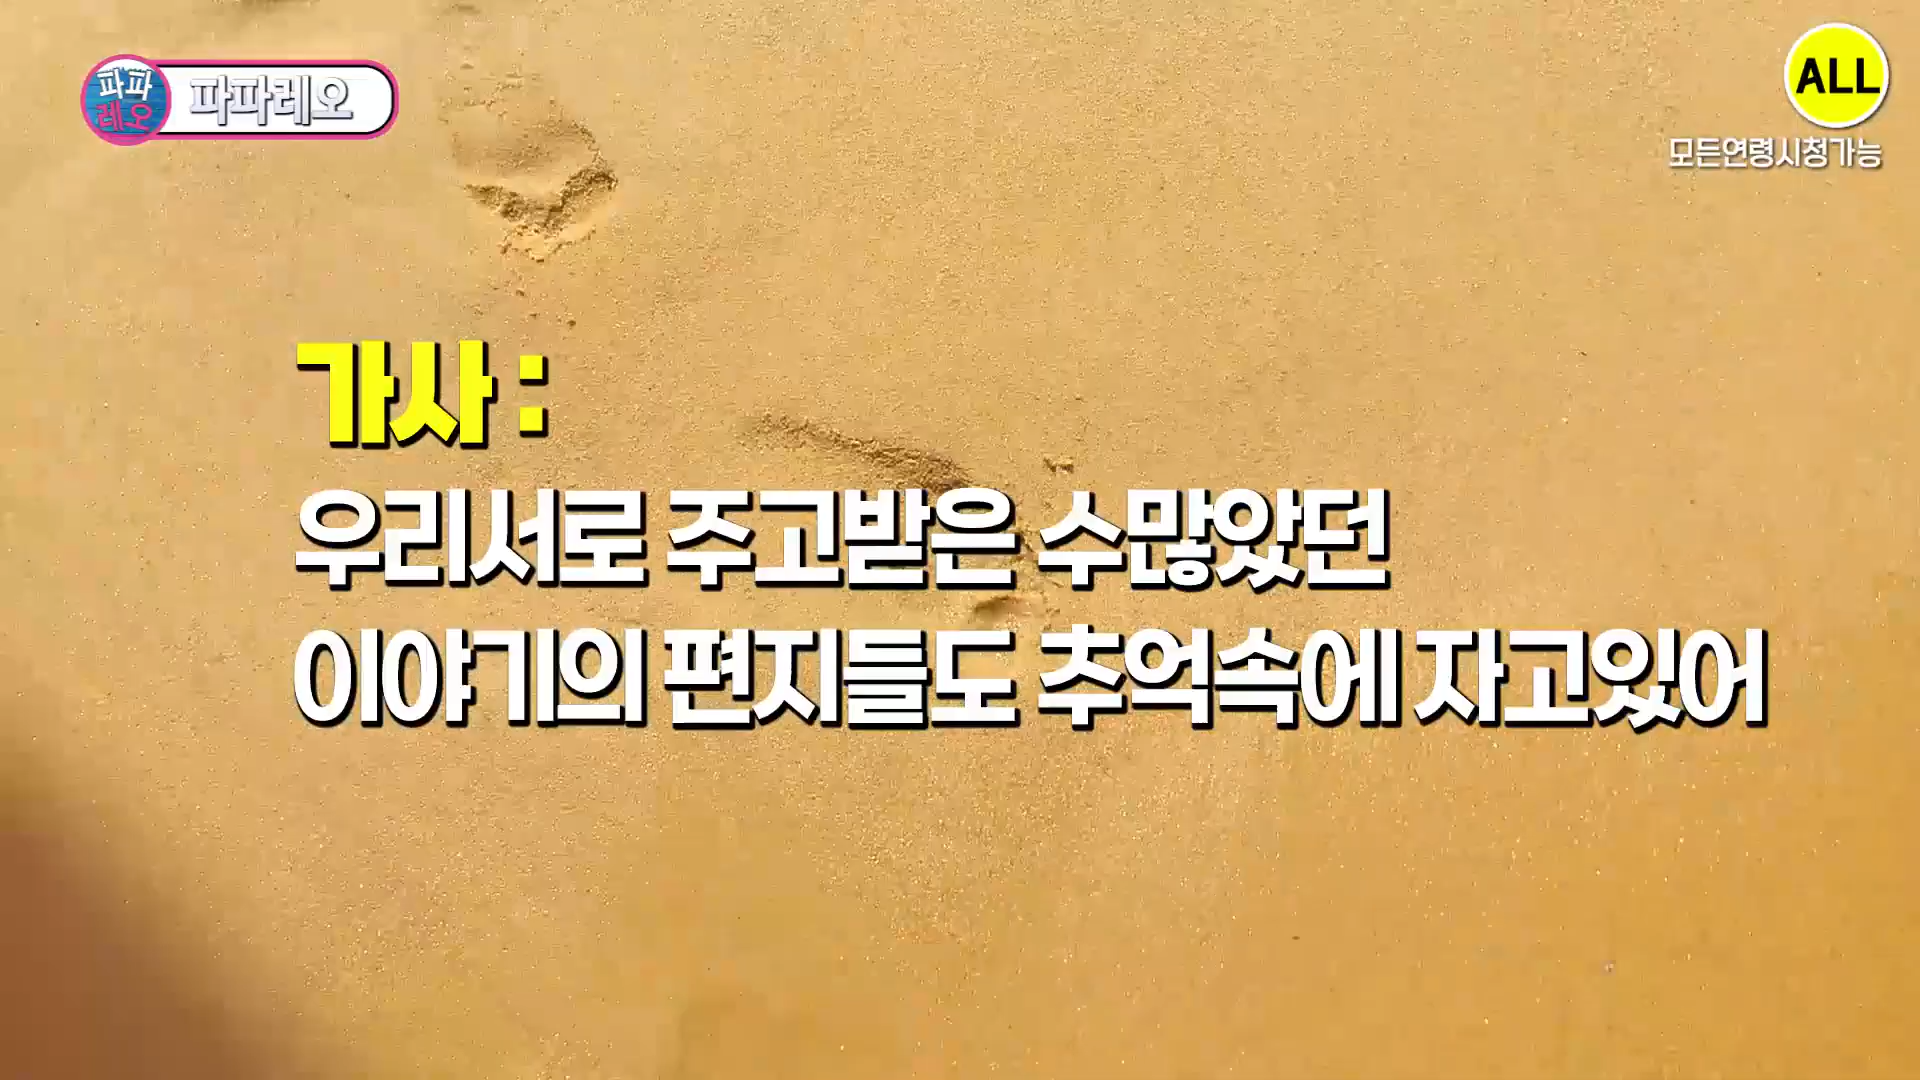 파파
레오
파파레오
ALL
모든연령시청가능
가사 :
우리서로 주고받은 수많았던
이야기의 편지들도 추억속에 자고있어